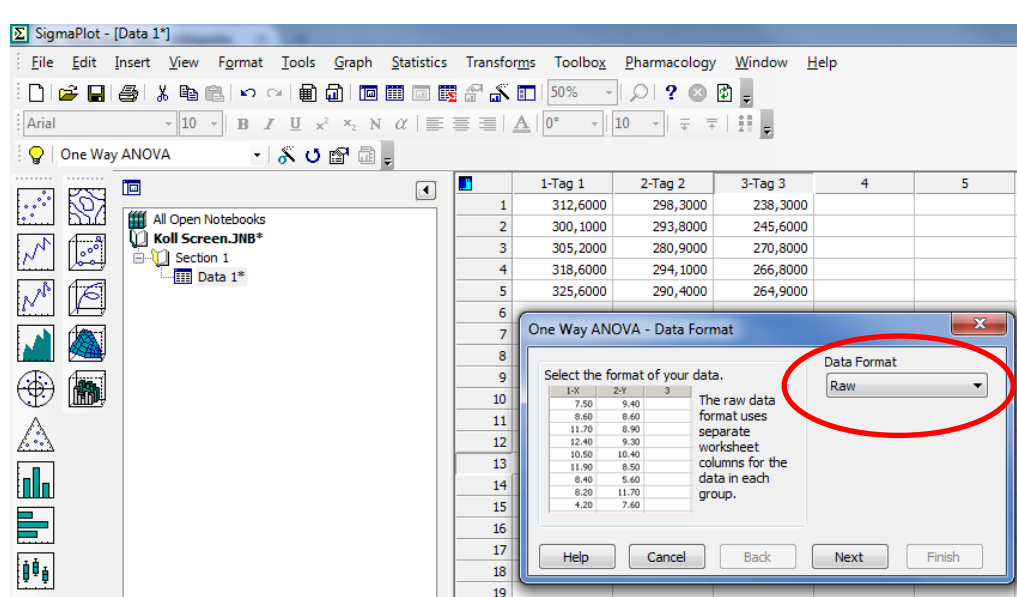 SigmaPlot - [Data 1*]
File Edit Insert View Format Tools Graph Statistics Transforms Toolbox Pharmacology Window Help
50%
Arial 10 B I U x² x₂ N α A 0° 10
One Way ANOVA
All Open Notebooks
Koll Screen.JNB*
Section 1
Data 1*
1-Tag 1 2-Tag 2 3-Tag 3 4 5
1 312,6000 298,3000 238,3000
2 300,1000 293,8000 245,6000
3 305,2000 280,9000 270,8000
4 318,6000 294,1000 266,8000
5 325,6000 290,4000 264,9000
6
7
8
9
10
11
12
13
14
15
16
17
18
19
One Way ANOVA - Data Format
Select the format of your data.
1-X 2-Y 3
7.50 9.40
8.60 8.60
11.70 8.90
12.40 9.30
10.50 10.40
11.90 8.50
8.40 5.60
8.20 11.70
4.20 7.60
The raw data
format uses
separate
worksheet
columns for the
data in each
group.
Data Format
Raw
Help Cancel Back Next Finish